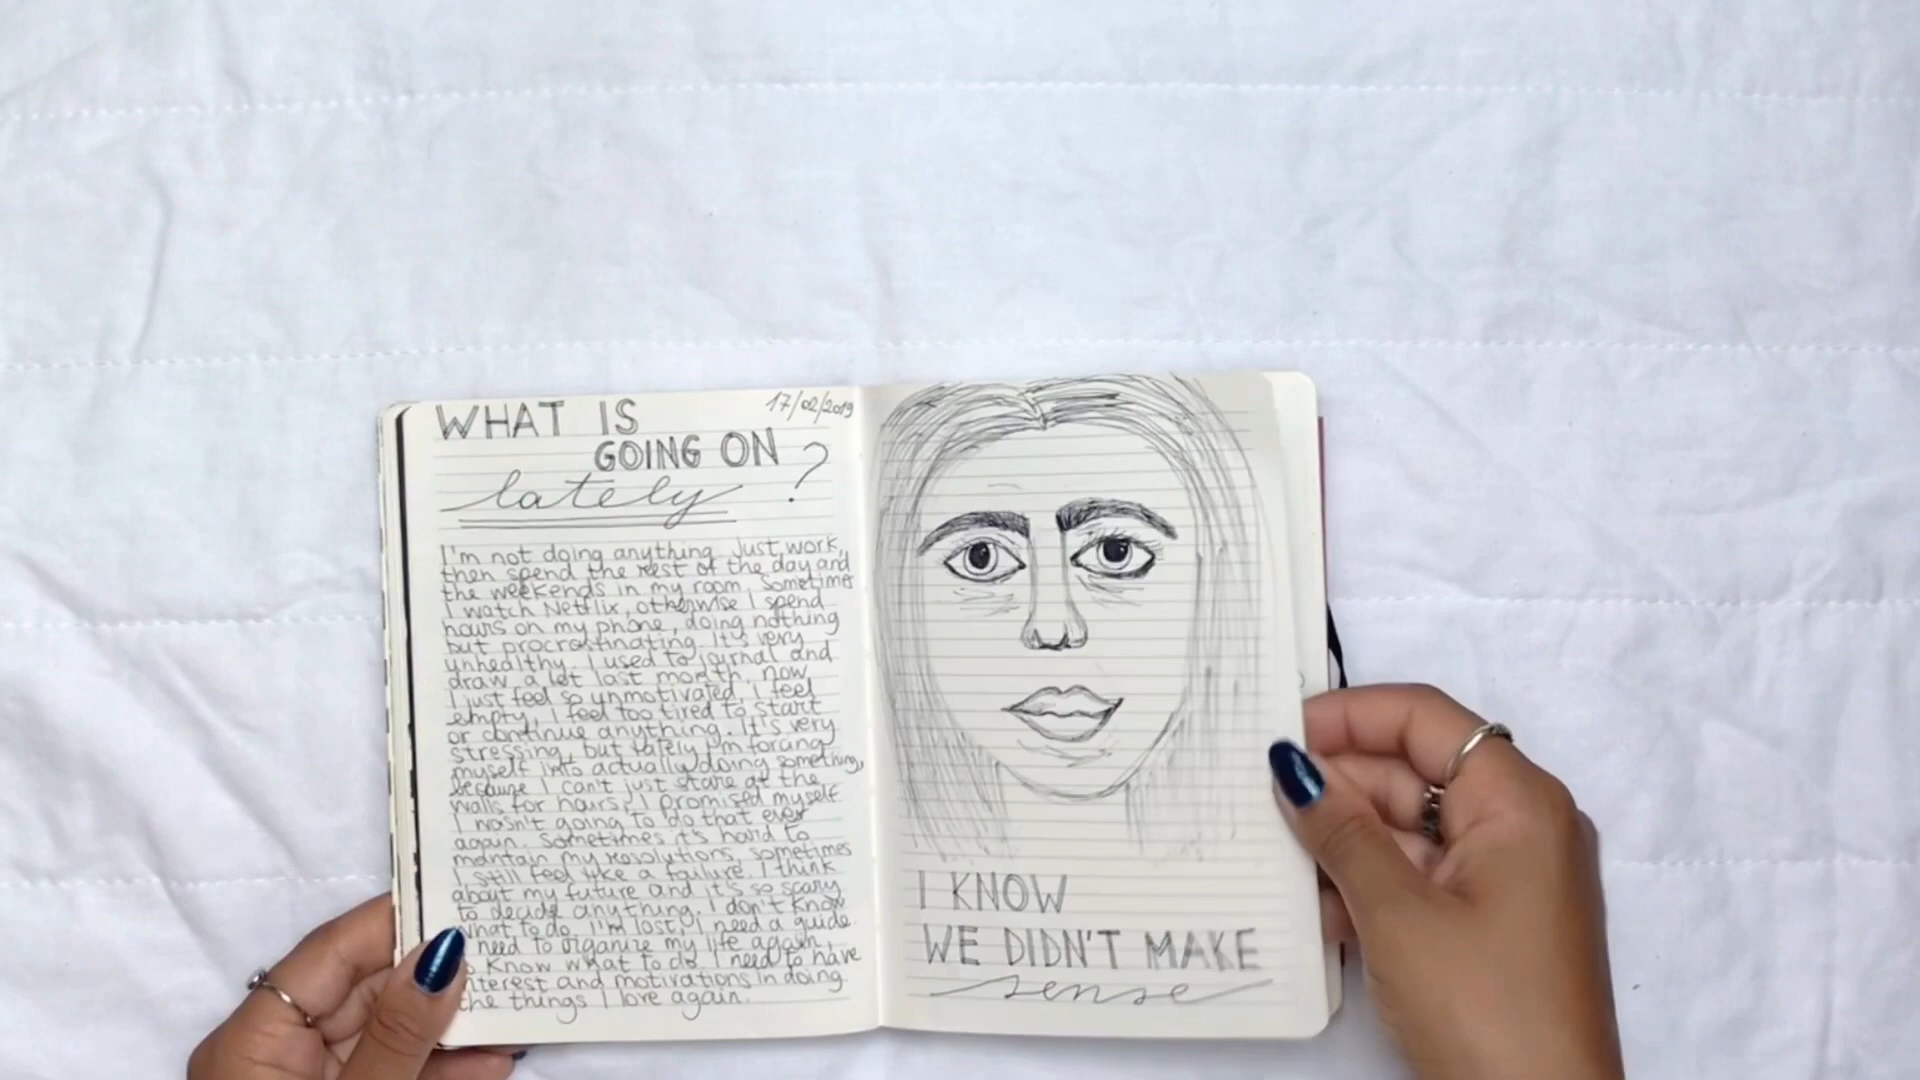 17/02/2019
WHAT IS
GOING ON
lately ?
I'm not doing anything. Just work,
then spend the rest of the day and
the weekends in my room. Sometimes
I watch Netflix, otherwise I spend
hours on my phone, doing nothing
but procrastinating. It's very
unhealthy. I used to journal and
draw a lot last month, now
I just feel so unmotivated. I feel
empty, I feel too tired to start
or continue anything. It's very
stressing, but lately I'm forcing
myself into actually doing something,
because I can't just stare at the
walls for hours, I promised myself
I wasn't going to do that ever
again. Sometimes it's hard to
mantain my resolutions, sometimes
I still feel like a failure. I think
about my future and it's so scary
to decide anything. I don't know
what to do, I'm lost, I need a guide.
I need to organize my life again,
to know what to do. I need to have
interest and motivations in doing
the things I love again.
I KNOW
WE DIDN'T MAKE
sense